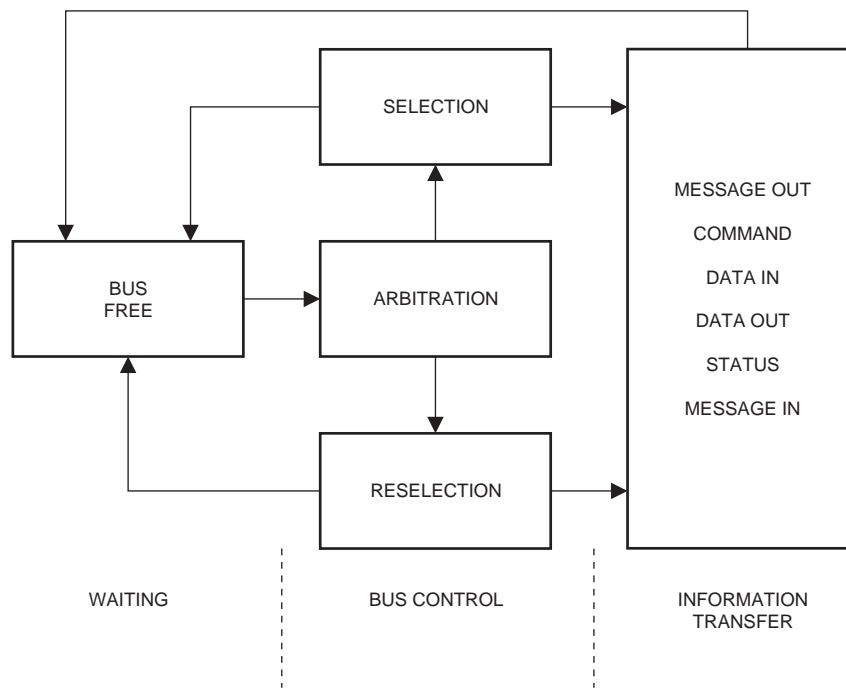 SELECTION
MESSAGE OUT
COMMAND
DATA IN
DATA OUT
STATUS
MESSAGE IN
BUS
FREE
ARBITRATION
RESELECTION
WAITING
BUS CONTROL
INFORMATION
TRANSFER